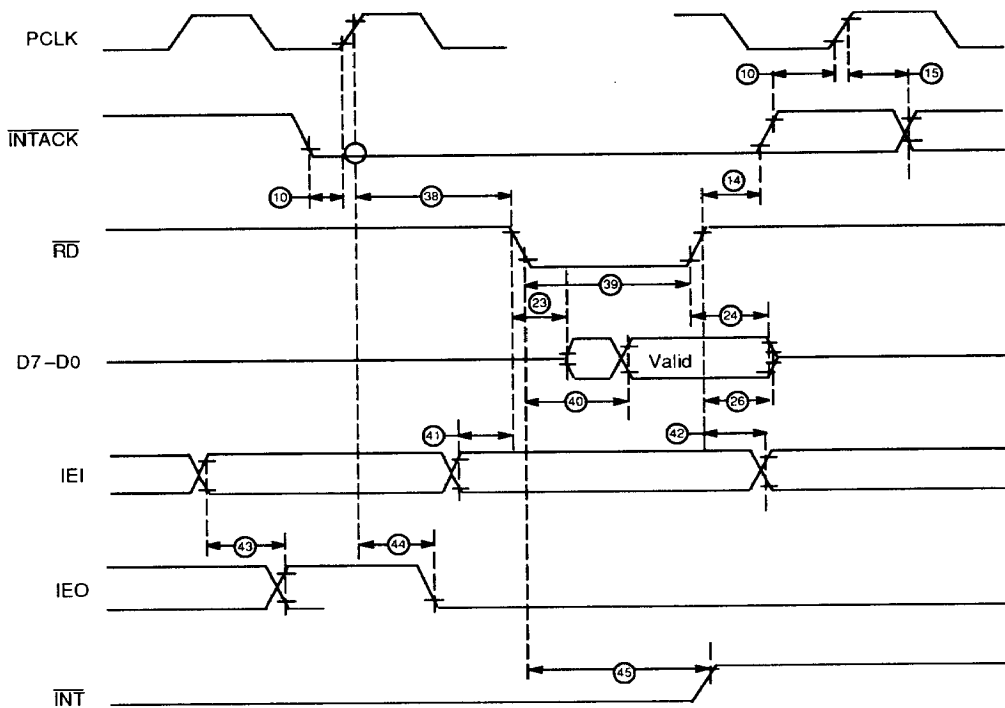 PCLK
10
15
INTACK
10
38
14
RD
39
23
24
D7–D0
Valid
40
26
41
42
IEI
43
44
IEO
45
INT